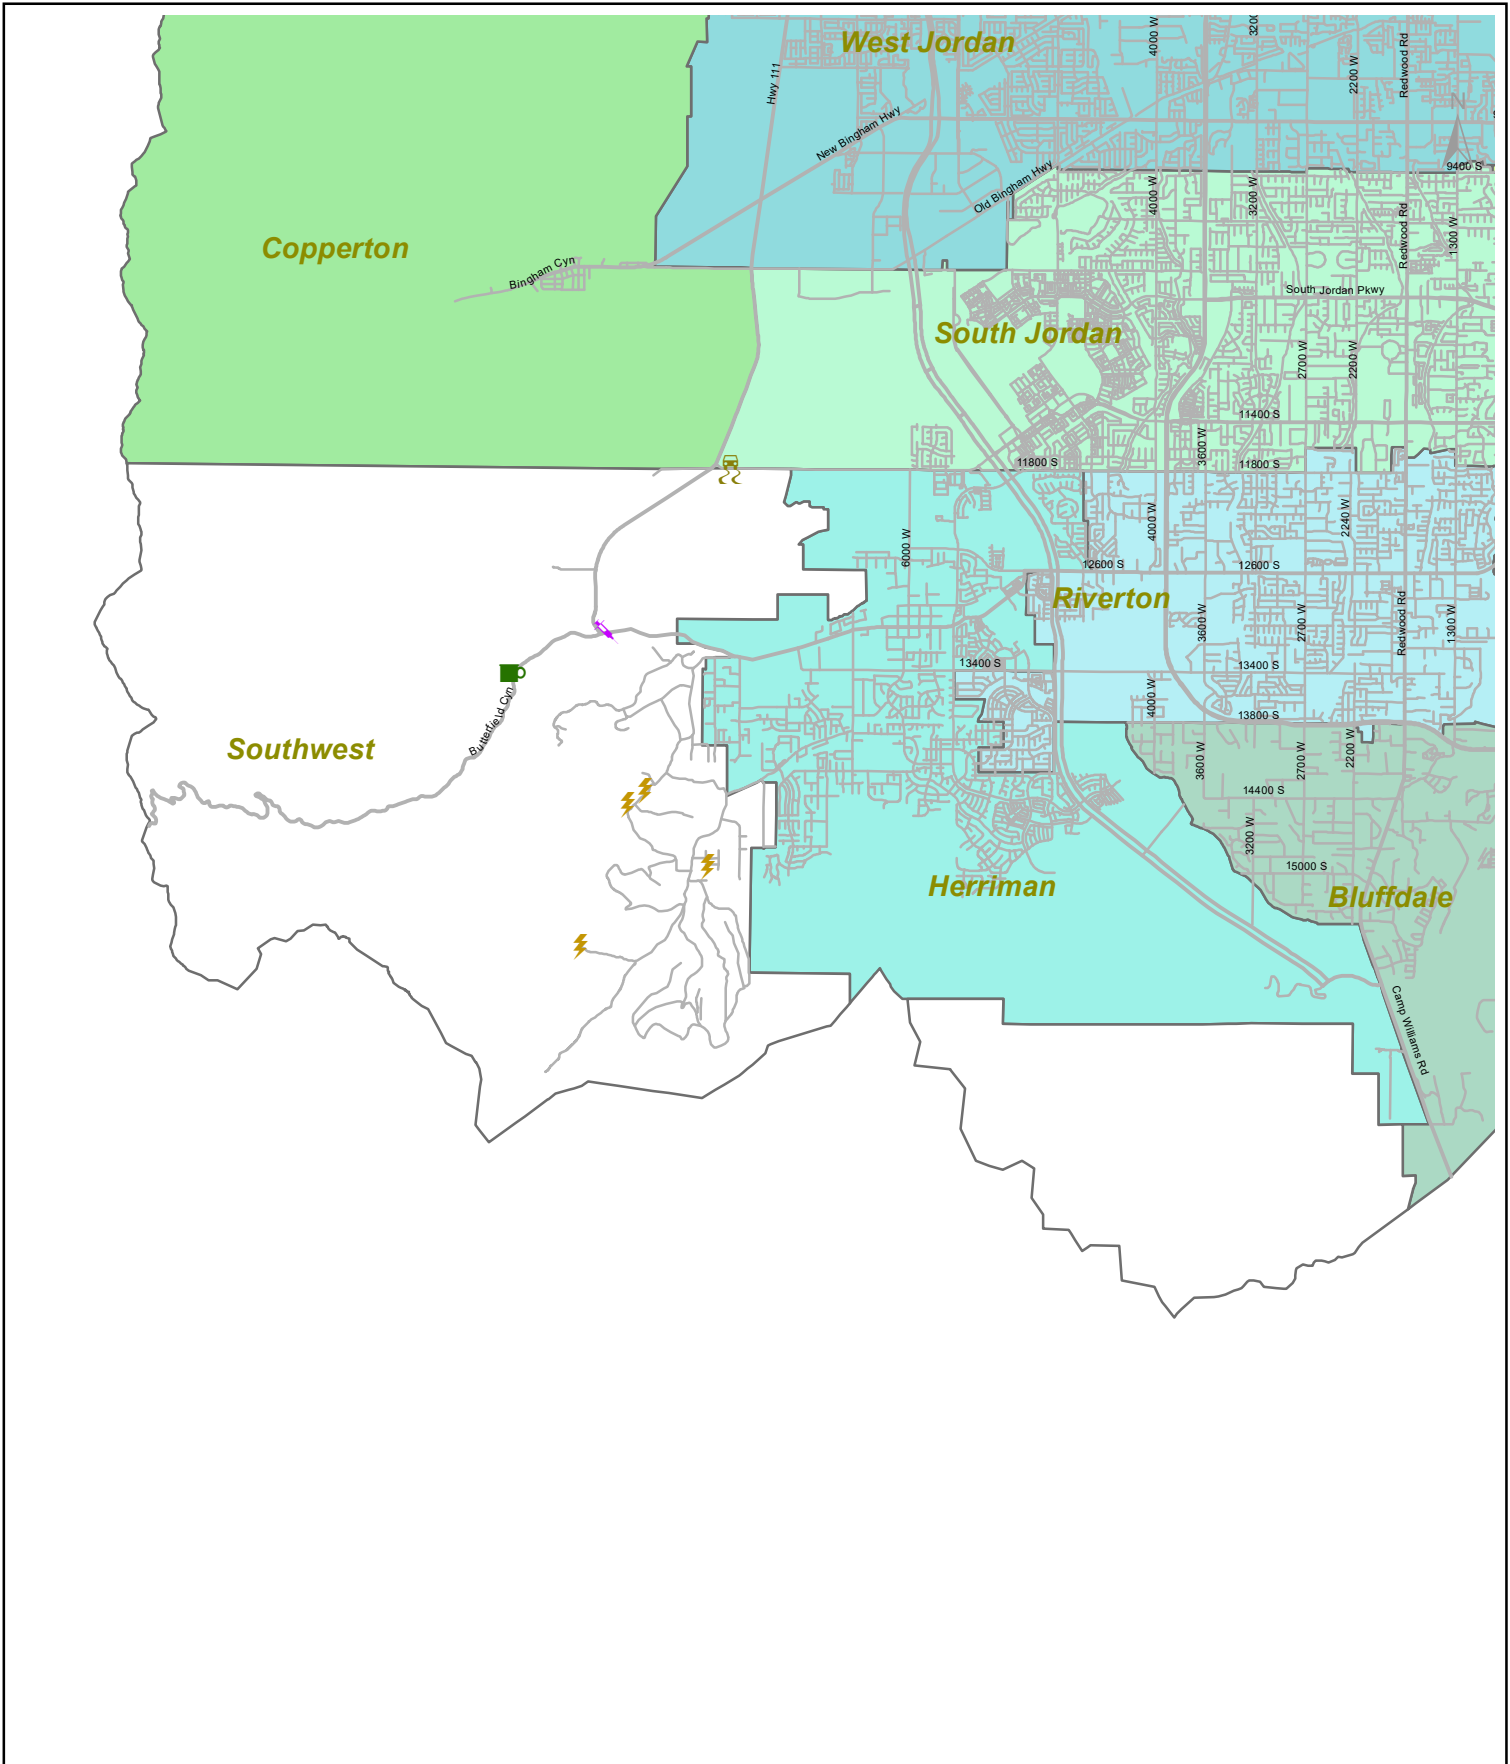 West Jordan
4000 W
320
2200 W
Redwood Rd
Hwy 111
N
New Bingham Hwy
9400 S
Old Bingham Hwy
4000 W
3200 W
Redwood Rd
1300 W
Copperton
Bingham Cyn
South Jordan Pkwy
South Jordan
2700 W
2200 W
11400 S
3600 W
11800 S
11800 S
4000 W
2240 W
6000 W
12600 S
12600 S
Riverton
3600 W
2700 W
Redwood Rd
1300 W
13400 S
13400 S
4000 W
Butterfield Cyn
13800 S
Southwest
3600 W
2700 W
2200 W
14400 S
3200 W
15000 S
Herriman
Bluffdale
Camp Williams Rd